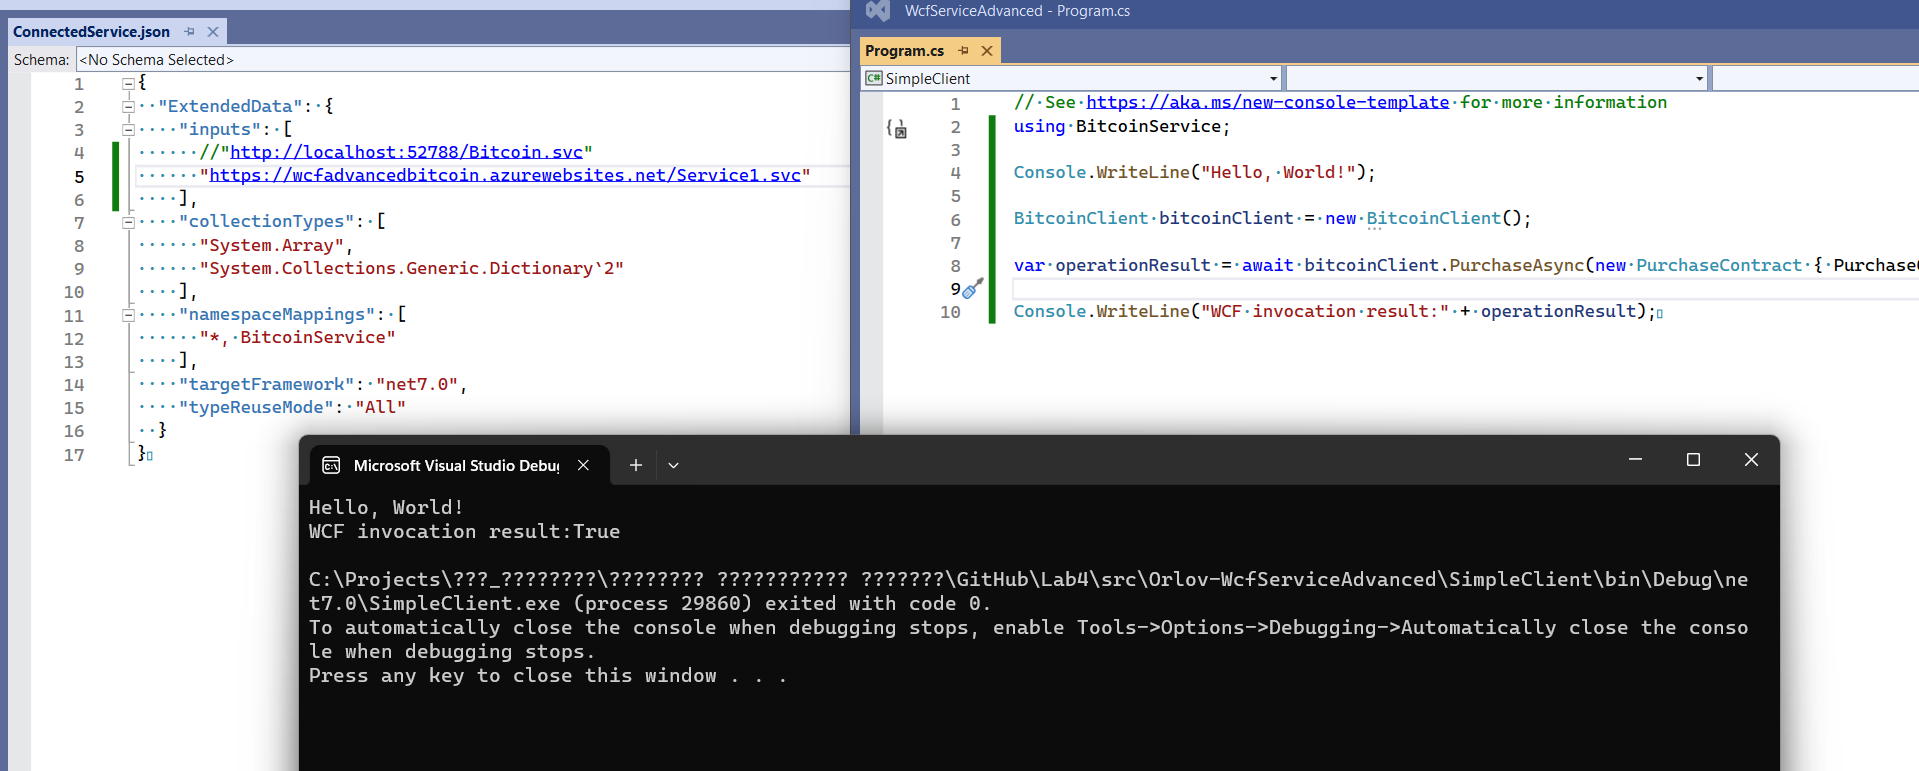 ConnectedService.json
Schema: <No Schema Selected>
1 {
2 "ExtendedData": {
3 "inputs": [
4 //"http://localhost:52788/Bitcoin.svc"
5 "https://wcfadvancedbitcoin.azurewebsites.net/Service1.svc"
6 ],
7 "collectionTypes": [
8 "System.Array",
9 "System.Collections.Generic.Dictionary`2"
10 ],
11 "namespaceMappings": [
12 "*, BitcoinService"
13 ],
14 "targetFramework": "net7.0",
15 "typeReuseMode": "All"
16 }
17 }
WcfServiceAdvanced - Program.cs
Program.cs
C# SimpleClient
1 // See https://aka.ms/new-console-template for more information
2 using BitcoinService;
3
4 Console.WriteLine("Hello, World!");
5
6 BitcoinClient bitcoinClient = new BitcoinClient();
7
8 var operationResult = await bitcoinClient.PurchaseAsync(new PurchaseContract { Purchase
9
10 Console.WriteLine("WCF invocation result:" + operationResult);
Microsoft Visual Studio Debu
Hello, World!
WCF invocation result:True
C:\Projects\???_????????\???????? ??????????? ???????\GitHub\Lab4\src\Orlov-WcfServiceAdvanced\SimpleClient\bin\Debug\ne
t7.0\SimpleClient.exe (process 29860) exited with code 0.
To automatically close the console when debugging stops, enable Tools->Options->Debugging->Automatically close the conso
le when debugging stops.
Press any key to close this window . . .